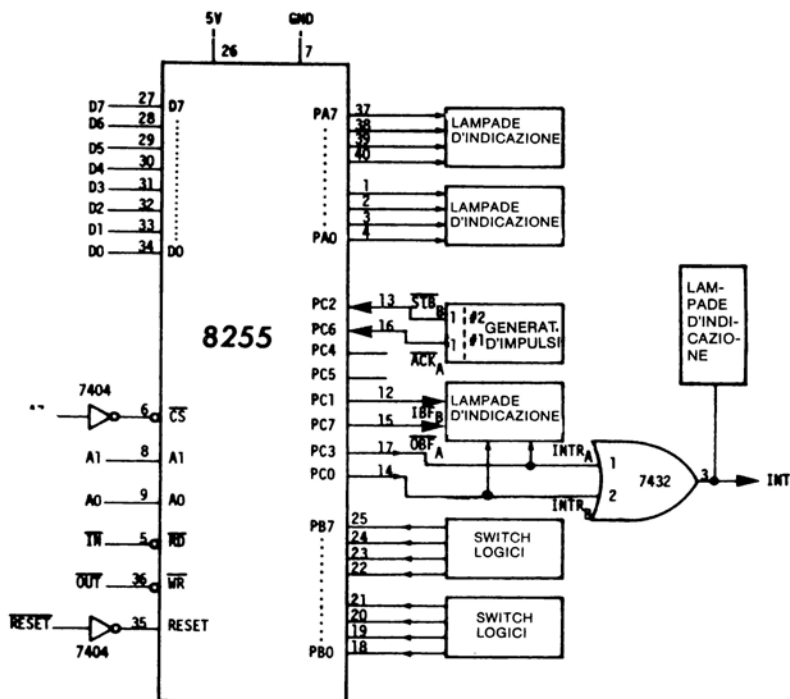 5V
GND
26
7
D7 27 D7
D6 28
D5 29
D4 30
D3 31
D2 32
D1 33
D0 34 D0
PA7 37
38
39
40
LAMPADE
D'INDICAZIONE
1
2
3
PA0 4
LAMPADE
D'INDICAZIONE
8255
PC2 13 STB B
PC6 16
1 #2
1 #1
GENERAT.
D'IMPULSI
PC4 ACK A
PC5
PC1 12 IBF B
PC7 15 OBF A
LAMPADE
D'INDICAZIONE
PC3 17
PC0 14
INTR A
INTR B
1
2
7432
3
INT
LAM-
PADE
D'INDI-
CAZIO-
NE
7404
6 CS
A1 8 A1
A0 9 A0
IN 5 RD
OUT 36 WR
RESET 35 RESET
7404
PB7 25
24
23
22
SWITCH
LOGICI
21
20
19
PB0 18
SWITCH
LOGICI